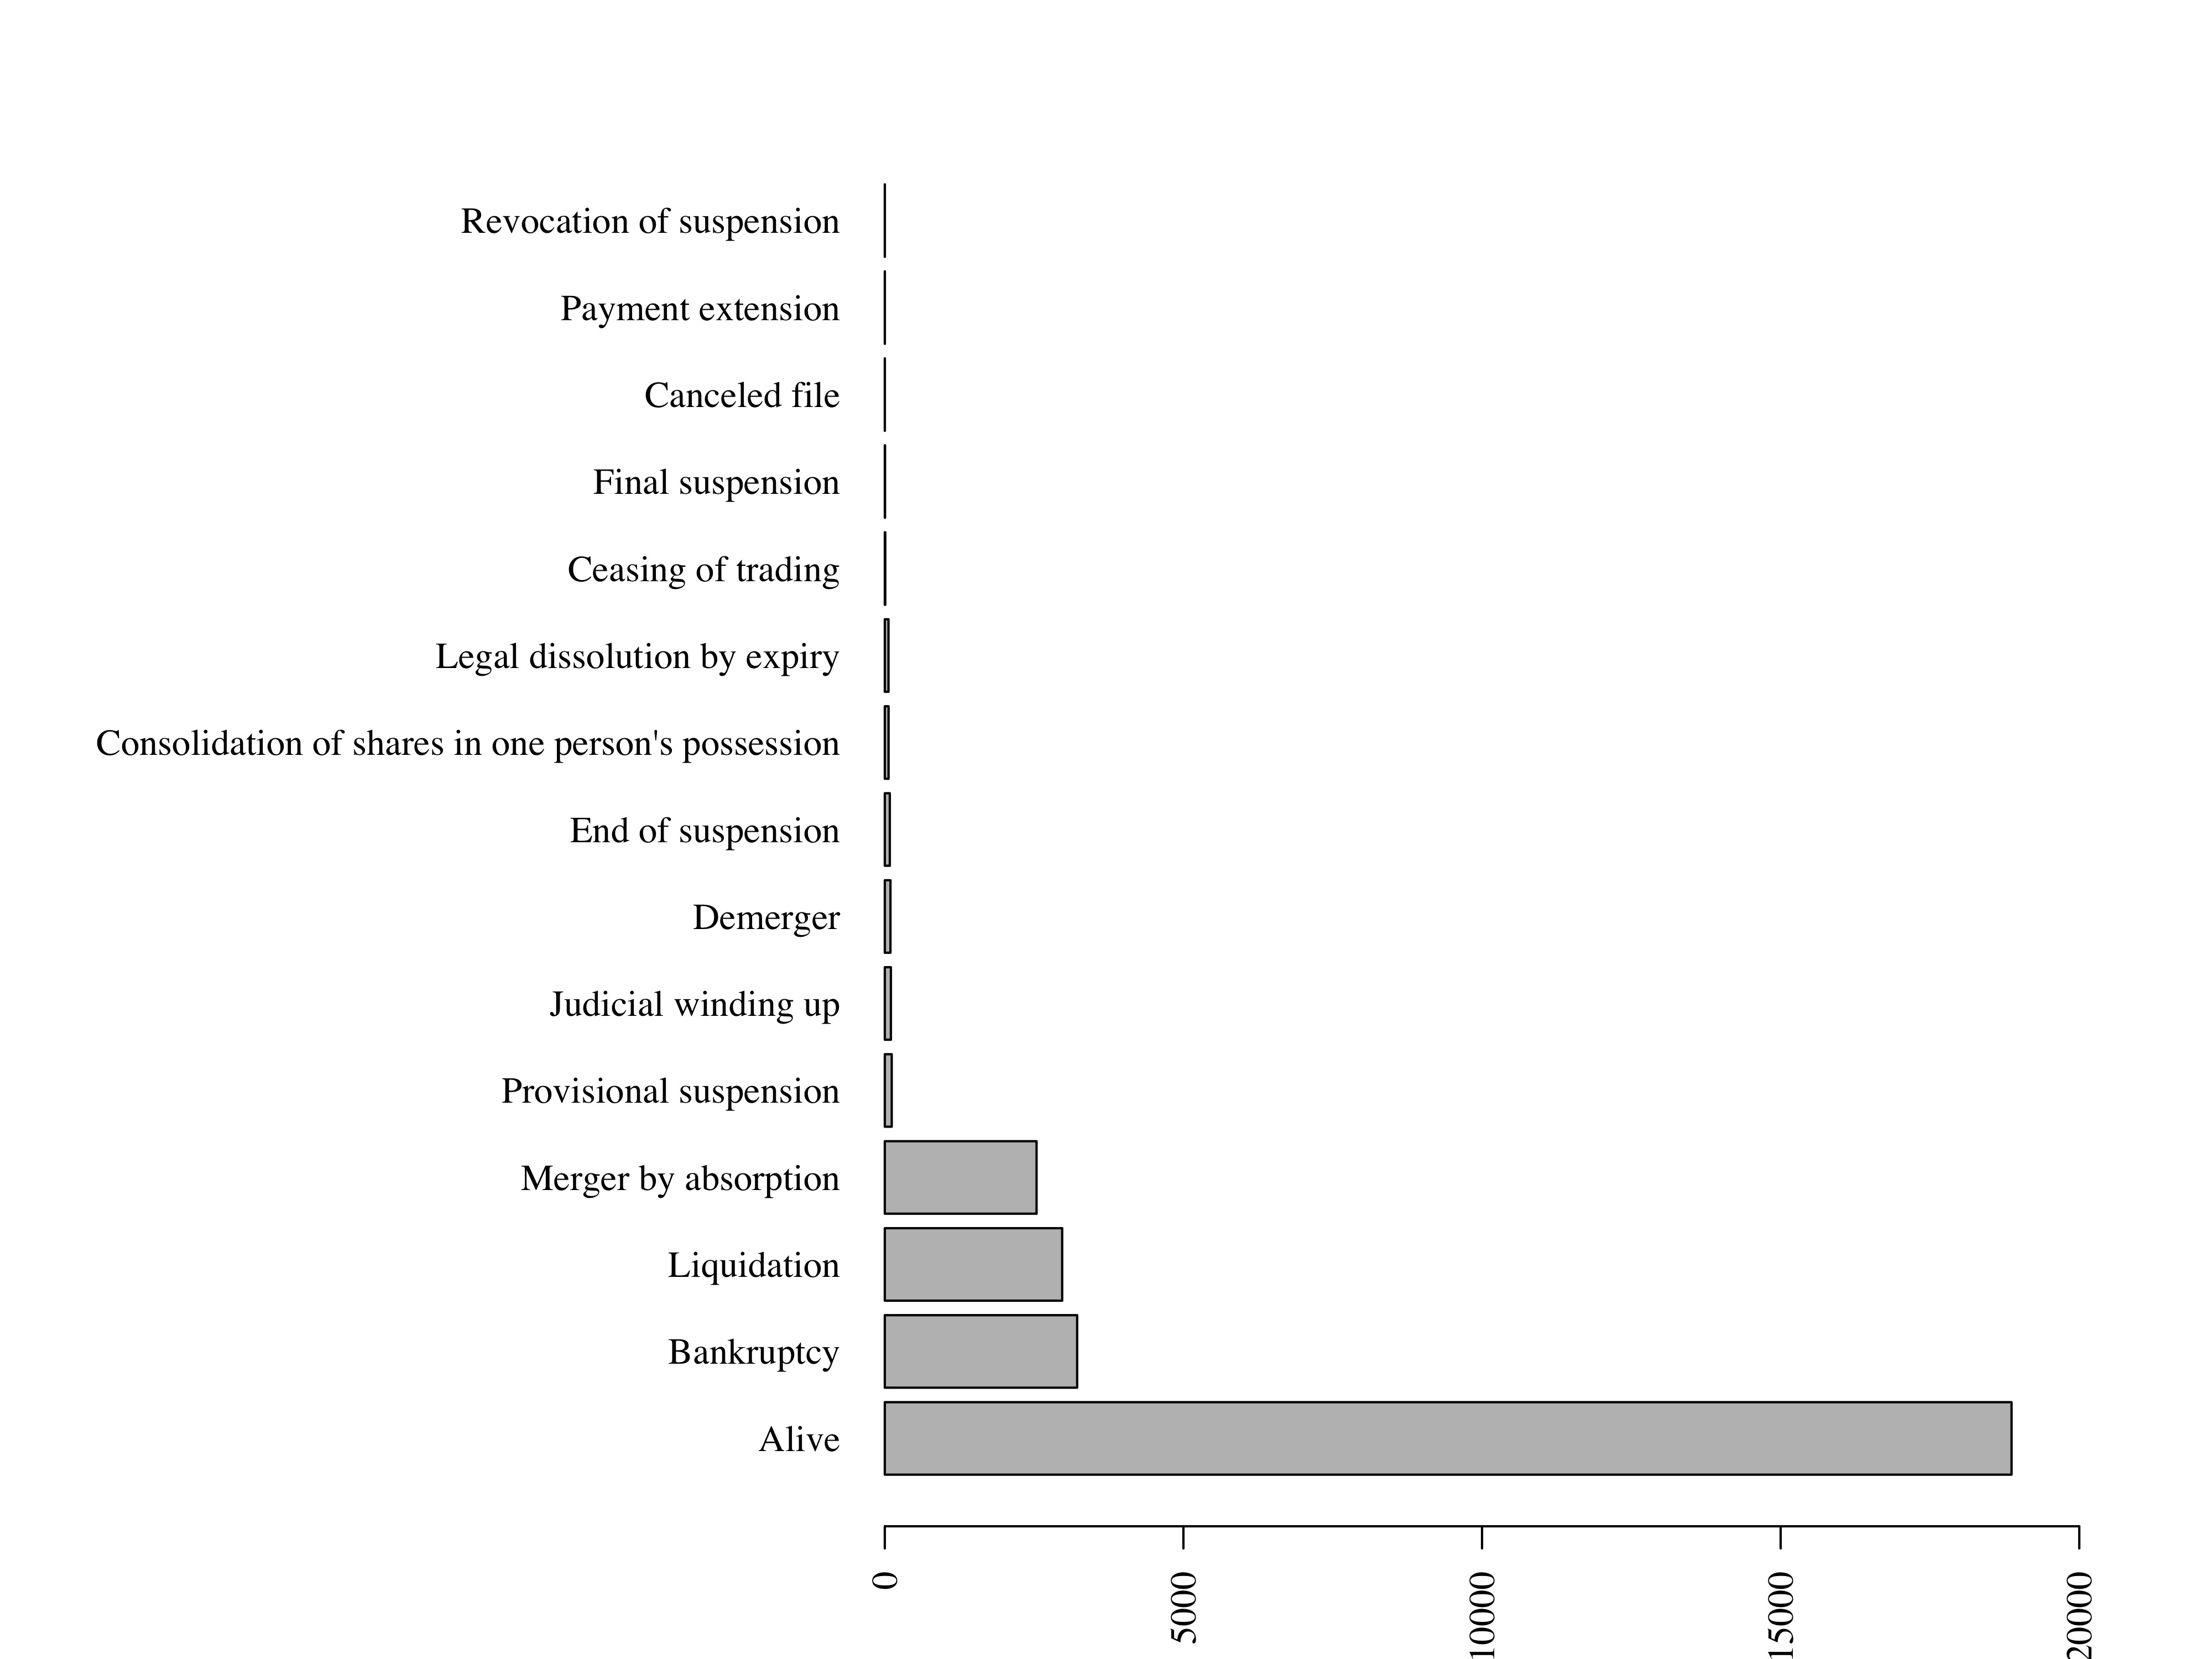 Revocation of suspension
Payment extension
Canceled file
Final suspension
Ceasing of trading
Legal dissolution by expiry
Consolidation of shares in one person's possession
End of suspension
Demerger
Judicial winding up
Provisional suspension
Merger by absorption
Liquidation
Bankruptcy
Alive
0
5000
10000
15000
20000